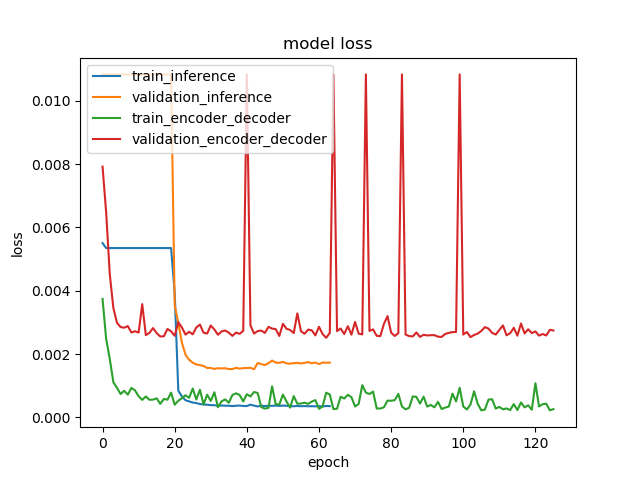 model loss
train_inference
validation_inference
train_encoder_decoder
validation_encoder_decoder
loss
0.010
0.008
0.006
0.004
0.002
0.000
0 20 40 60 80 100 120
epoch